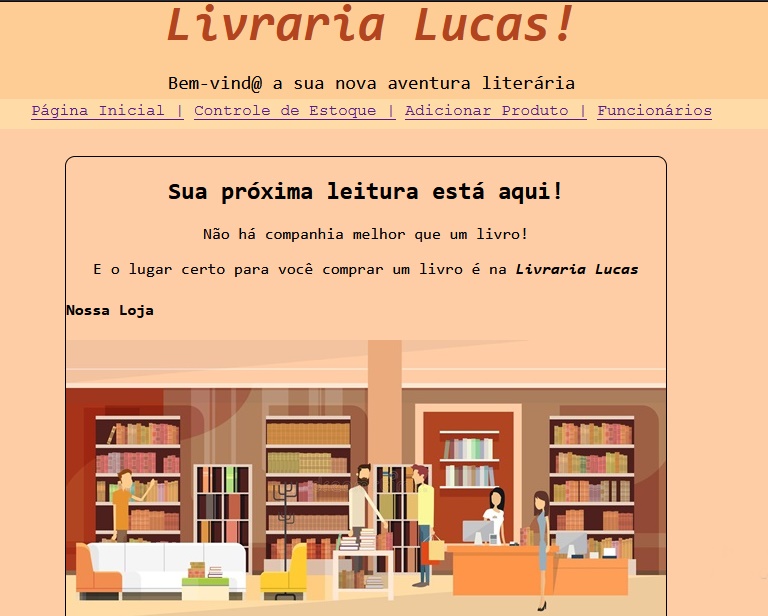 Livraria Lucas!
Bem-vind@ a sua nova aventura literária
Página Inicial | Controle de Estoque | Adicionar Produto | Funcionários
Sua próxima leitura está aqui!
Não há companhia melhor que um livro!
E o lugar certo para você comprar um livro é na Livraria Lucas
Nossa Loja